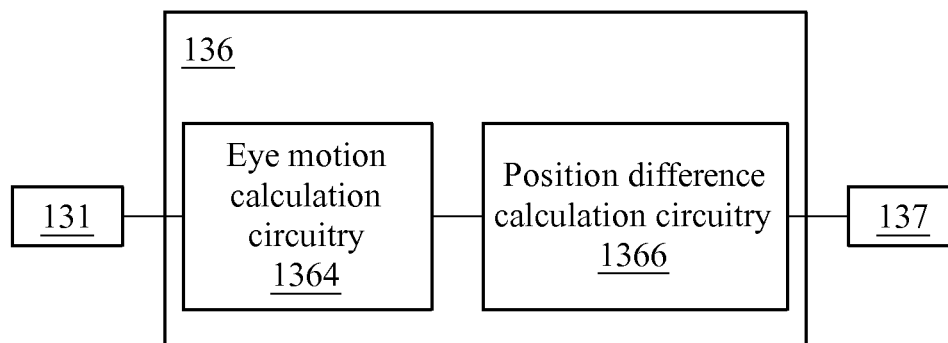 136
131
Eye motion
calculation
circuitry
1364
Position difference
calculation circuitry
1366
137